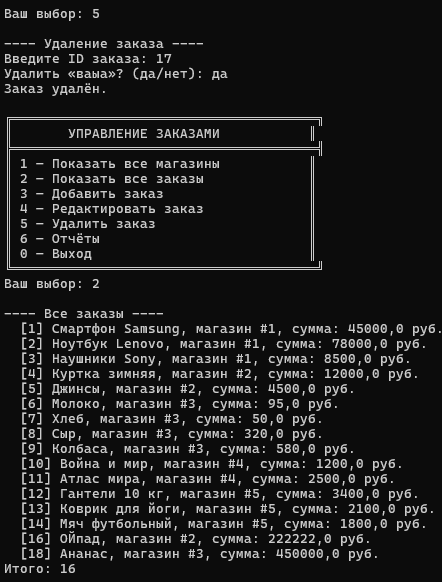 Ваш выбор: 5
---- Удаление заказа ----
Введите ID заказа: 17
Удалить «ваыа»? (да/нет): да
Заказ удалён.
УПРАВЛЕНИЕ ЗАКАЗАМИ
1 — Показать все магазины
2 — Показать все заказы
3 — Добавить заказ
4 — Редактировать заказ
5 — Удалить заказ
6 — Отчёты
0 — Выход
Ваш выбор: 2
---- Все заказы ----
[1] Смартфон Samsung, магазин #1, сумма: 45000,0 руб.
[2] Ноутбук Lenovo, магазин #1, сумма: 78000,0 руб.
[3] Наушники Sony, магазин #1, сумма: 8500,0 руб.
[4] Куртка зимняя, магазин #2, сумма: 12000,0 руб.
[5] Джинсы, магазин #2, сумма: 4500,0 руб.
[6] Молоко, магазин #3, сумма: 95,0 руб.
[7] Хлеб, магазин #3, сумма: 50,0 руб.
[8] Сыр, магазин #3, сумма: 320,0 руб.
[9] Колбаса, магазин #3, сумма: 580,0 руб.
[10] Война и мир, магазин #4, сумма: 1200,0 руб.
[11] Атлас мира, магазин #4, сумма: 2500,0 руб.
[12] Гантели 10 кг, магазин #5, сумма: 3400,0 руб.
[13] Коврик для йоги, магазин #5, сумма: 2100,0 руб.
[14] Мяч футбольный, магазин #5, сумма: 1800,0 руб.
[16] ОЙпад, магазин #2, сумма: 222222,0 руб.
[18] Ананас, магазин #3, сумма: 450000,0 руб.
Итого: 16